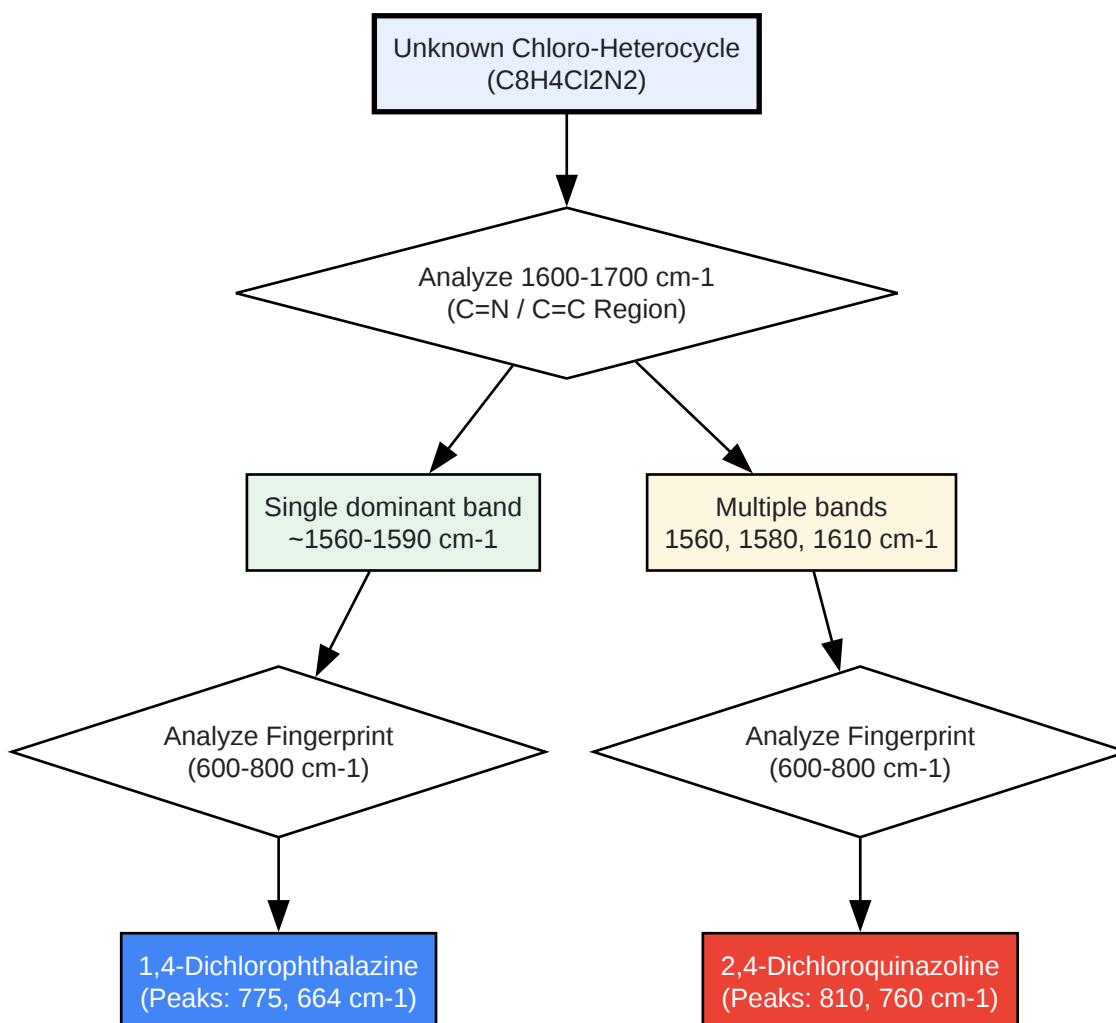 Unknown Chloro-Heterocycle
(C8H4Cl2N2)
Analyze 1600-1700 cm-1
(C=N / C=C Region)
Single dominant band
~1560-1590 cm-1
Multiple bands
1560, 1580, 1610 cm-1
Analyze Fingerprint
(600-800 cm-1)
Analyze Fingerprint
(600-800 cm-1)
1,4-Dichlorophthalazine
(Peaks: 775, 664 cm-1)
2,4-Dichloroquinazoline
(Peaks: 810, 760 cm-1)